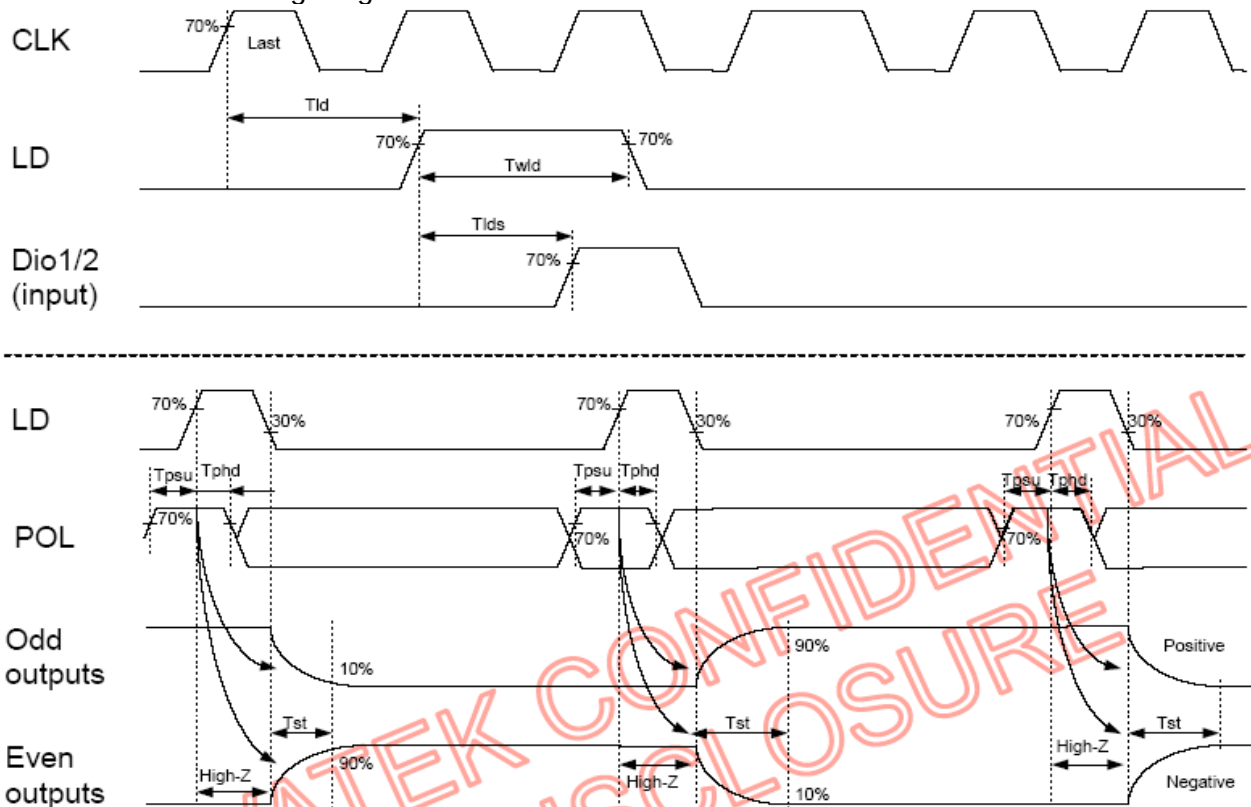 CLK
70%
Last
Tld
LD
70%
70%
Twld
Tlds
Dio1/2
(input)
70%
LD
70%
30%
70%
30%
70%
30%
Tpsu
Tphd
Tpsu
Tphd
Tpsu
Tphd
POL
70%
70%
70%
Odd
outputs
10%
90%
Positive
Even
outputs
Tst
90%
High-Z
Tst
High-Z
10%
Tst
High-Z
Negative
ATEK CONFIDENTIAL
DISCLOSURE